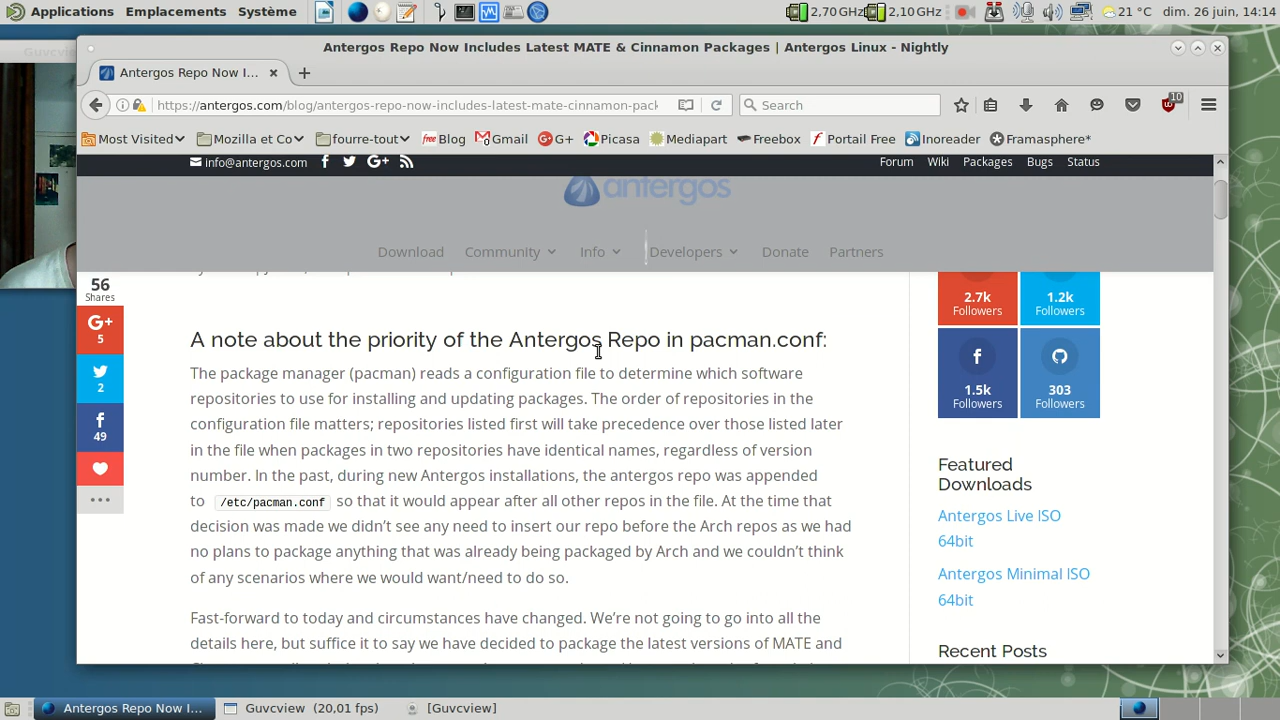 Applications Emplacements Système 2,70 GHz 2,10 GHz 21 °C dim. 26 juin, 14:14
Guvcview
Antergos Repo Now Includes Latest MATE & Cinnamon Packages | Antergos Linux - Nightly
Antergos Repo Now I...
https://antergos.com/blog/antergos-repo-now-includes-latest-mate-cinnamon-pack
Search
10
Most Visited Mozilla et Co fourre-tout Blog Gmail G+ Picasa Mediapart Freebox Portail Free Inoreader Framasphere*
info@antergos.com Forum Wiki Packages Bugs Status
antergos
Download Community Info Developers Donate Partners
56
Shares
5
2
49
A note about the priority of the Antergos Repo in pacman.conf:
The package manager (pacman) reads a configuration file to determine which software
repositories to use for installing and updating packages. The order of repositories in the
configuration file matters; repositories listed first will take precedence over those listed later
in the file when packages in two repositories have identical names, regardless of version
number. In the past, during new Antergos installations, the antergos repo was appended
to /etc/pacman.conf so that it would appear after all other repos in the file. At the time that
decision was made we didn't see any need to insert our repo before the Arch repos as we had
no plans to package anything that was already being packaged by Arch and we couldn't think
of any scenarios where we would want/need to do so.
Fast-forward to today and circumstances have changed. We're not going to go into all the
details here, but suffice it to say we have decided to package the latest versions of MATE and
2.7k
Followers
1.2k
Followers
1.5k
Followers
303
Followers
Featured
Downloads
Antergos Live ISO
64bit
Antergos Minimal ISO
64bit
Recent Posts
Antergos Repo Now I... Guvcview (20,01 fps) [Guvcview]